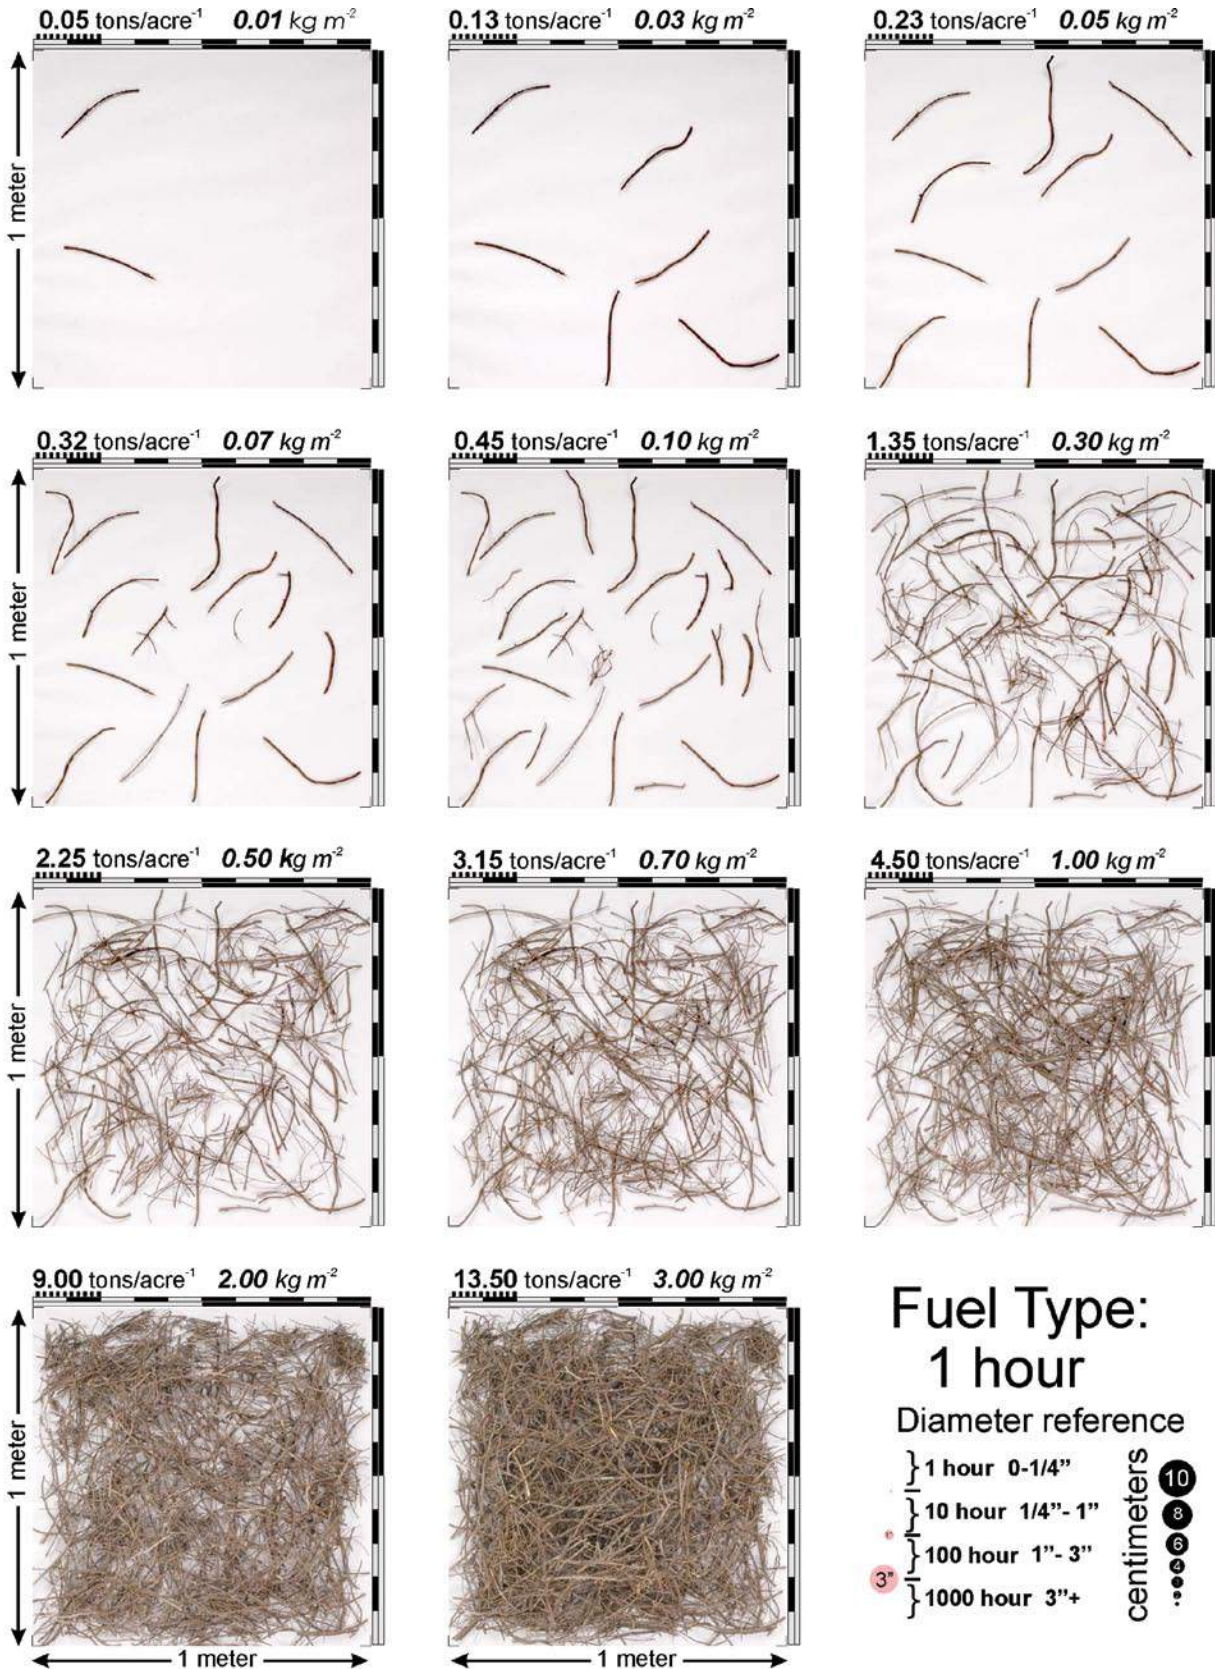 0.05 tons/acre⁻¹ 0.01 kg m⁻²
0.13 tons/acre⁻¹ 0.03 kg m⁻²
0.23 tons/acre⁻¹ 0.05 kg m⁻²
1 meter
0.32 tons/acre⁻¹ 0.07 kg m⁻²
0.45 tons/acre⁻¹ 0.10 kg m⁻²
1.35 tons/acre⁻¹ 0.30 kg m⁻²
1 meter
2.25 tons/acre⁻¹ 0.50 kg m⁻²
3.15 tons/acre⁻¹ 0.70 kg m⁻²
4.50 tons/acre⁻¹ 1.00 kg m⁻²
1 meter
9.00 tons/acre⁻¹ 2.00 kg m⁻²
13.50 tons/acre⁻¹ 3.00 kg m⁻²
1 meter
1 meter
1 meter
Fuel Type:
1 hour
Diameter reference
1 hour 0-1/4"
10 hour 1/4"- 1"
100 hour 1"- 3"
1000 hour 3"+
3"
centimeters
10
8
6
4